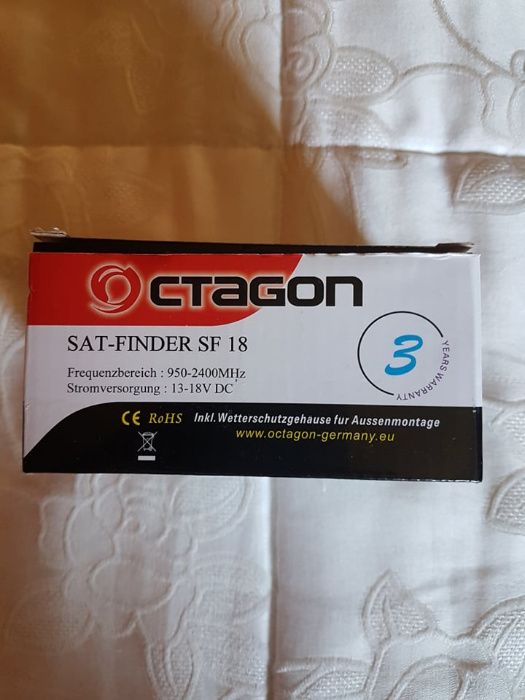 OCTAGON
SAT-FINDER SF 18
Frequenzbereich : 950-2400MHz
Stromversorgung : 13-18V DC
3
YEARS WARRANTY
CE RoHS
Inkl.Wetterschutzgehause fur Aussenmontage
www.octagon-germany.eu